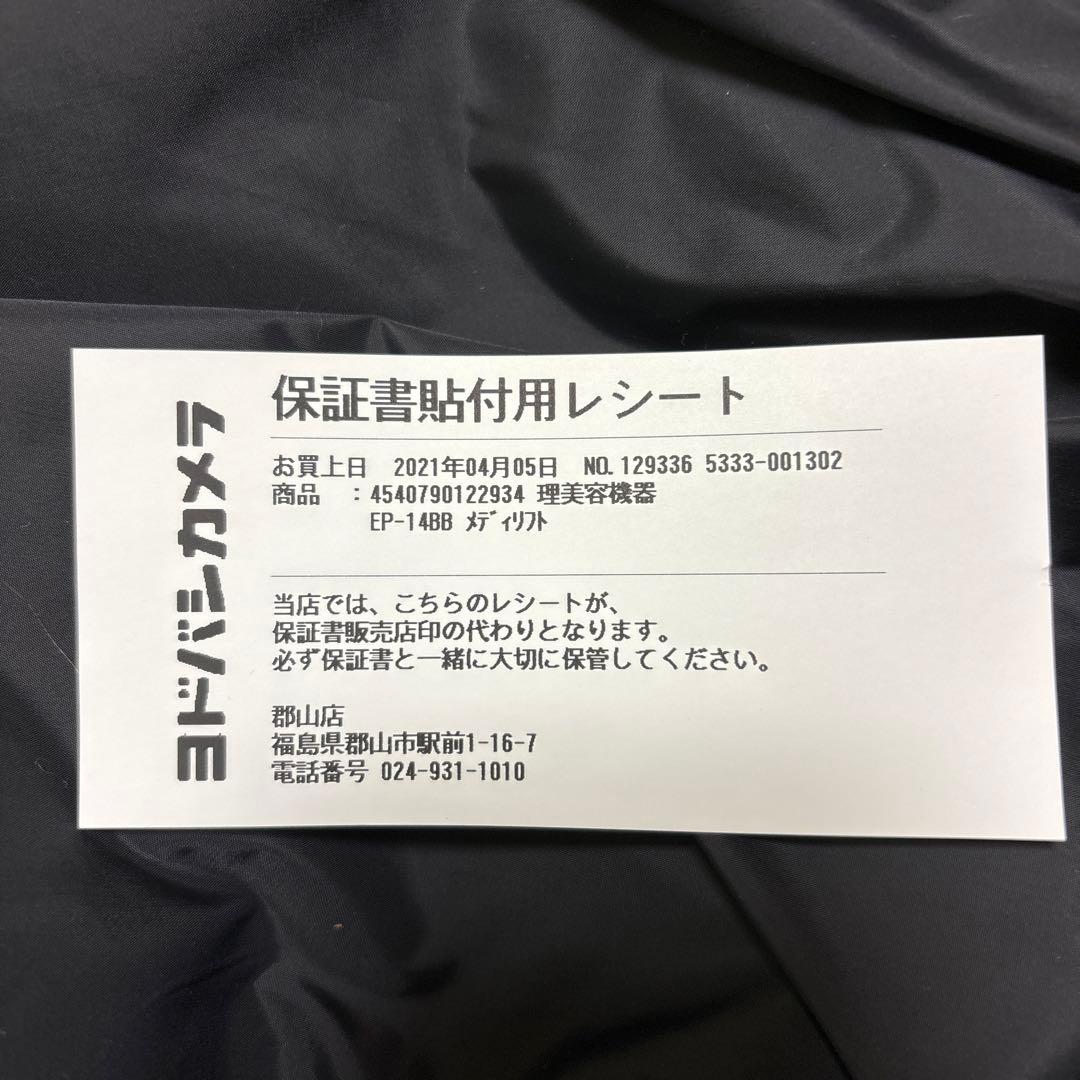 ヨドバシカメラ
保証書貼付用レシート
お買上日 2021年04月05日 NO.129336 5333-001302
商品 :4540790122934 理美容機器
EP-14BB ﾒﾃﾞｨﾘﾌﾄ
当店では、こちらのレシートが、
保証書販売店印の代わりとなります。
必ず保証書と一緒に大切に保管してください。
郡山店
福島県郡山市駅前1-16-7
電話番号 024-931-1010